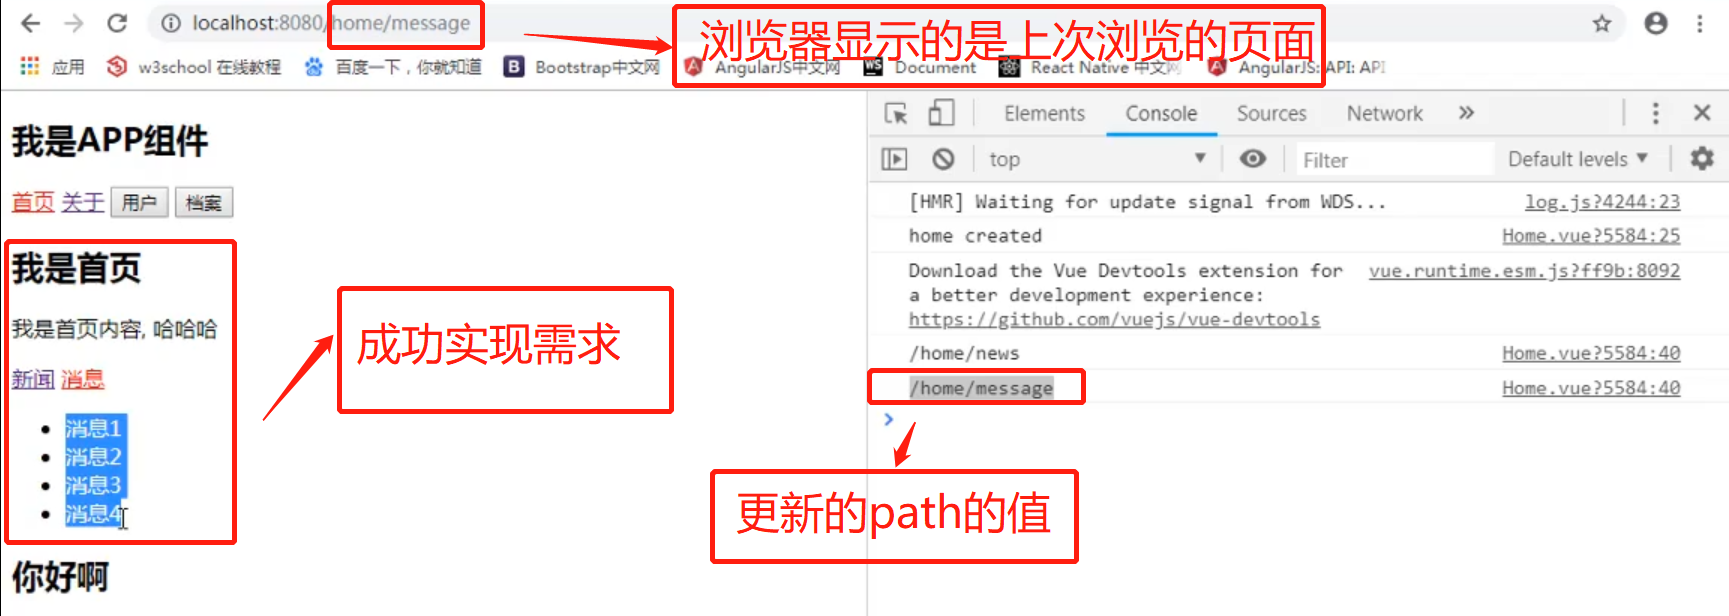 localhost:8080/home/message
浏览器显示的是上次浏览的页面
应用 w3school 在线教程 百度一下，你就知道 Bootstrap中文网 AngularJS中文网 Document React Native 中文网 AngularJS: API: API
我是APP组件
首页 关于 用户 档案
我是首页
我是首页内容, 哈哈哈
新闻 消息
消息1
消息2
消息3
消息4
你好啊
成功实现需求
Elements Console Sources Network
top Filter Default levels
[HMR] Waiting for update signal from WDS... log.js?4244:23
home created Home.vue?5584:25
Download the Vue Devtools extension for vue.runtime.esm.js?ff9b:8092
a better development experience:
https://github.com/vuejs/vue-devtools
/home/news Home.vue?5584:40
/home/message Home.vue?5584:40
更新的path的值